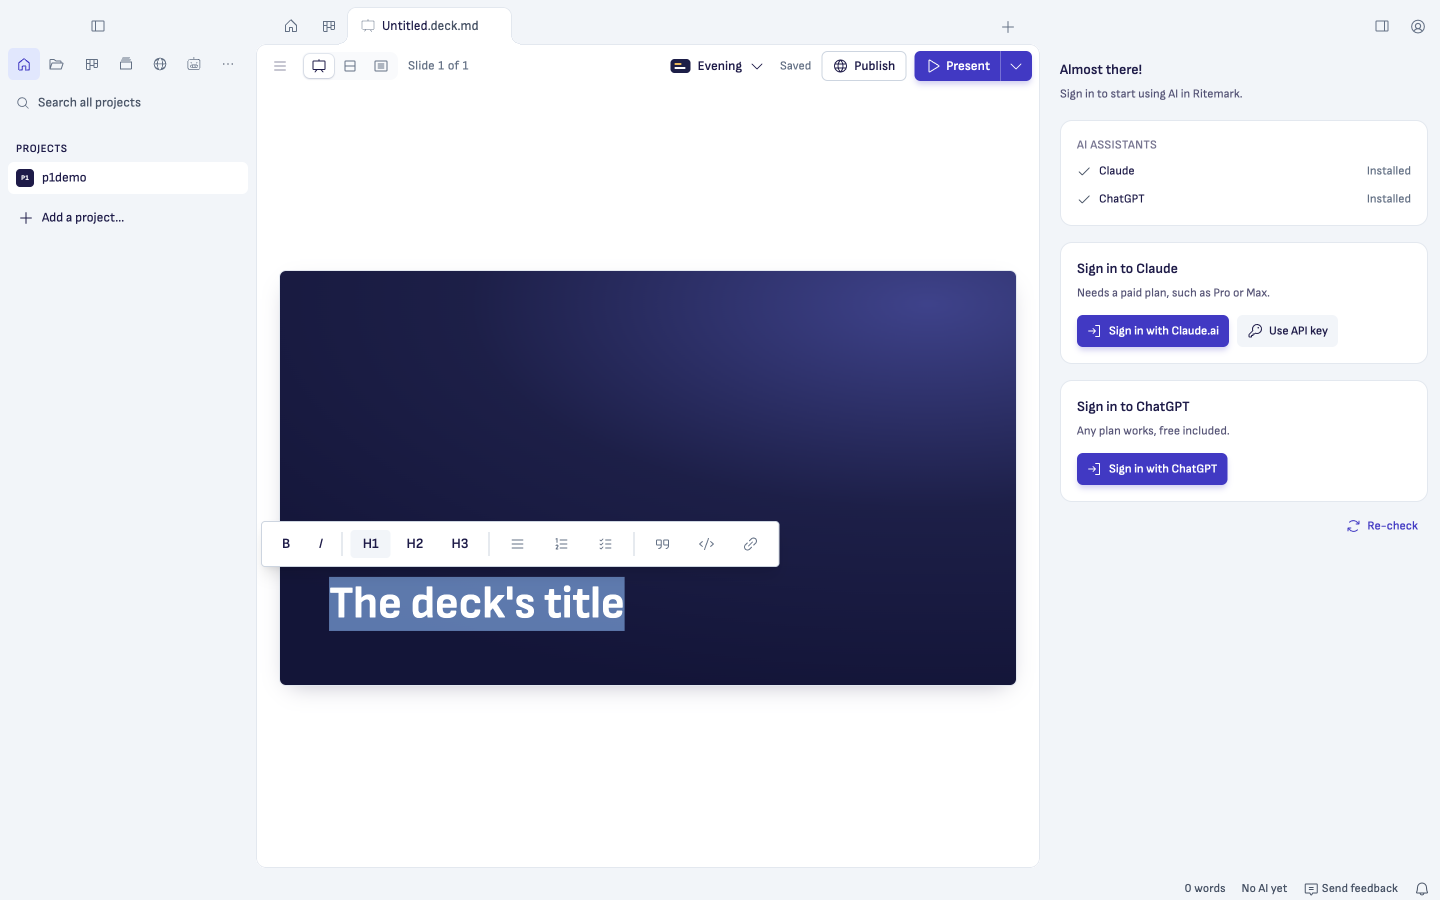 Untitled.deck.md
Search all projects
PROJECTS
P1 p1demo
Add a project...
Slide 1 of 1
Evening
Saved
Publish
Present
B I H1 H2 H3
The deck's title
Almost there!
Sign in to start using AI in Ritemark.
AI ASSISTANTS
Claude Installed
ChatGPT Installed
Sign in to Claude
Needs a paid plan, such as Pro or Max.
Sign in with Claude.ai
Use API key
Sign in to ChatGPT
Any plan works, free included.
Sign in with ChatGPT
Re-check
0 words
No AI yet
Send feedback